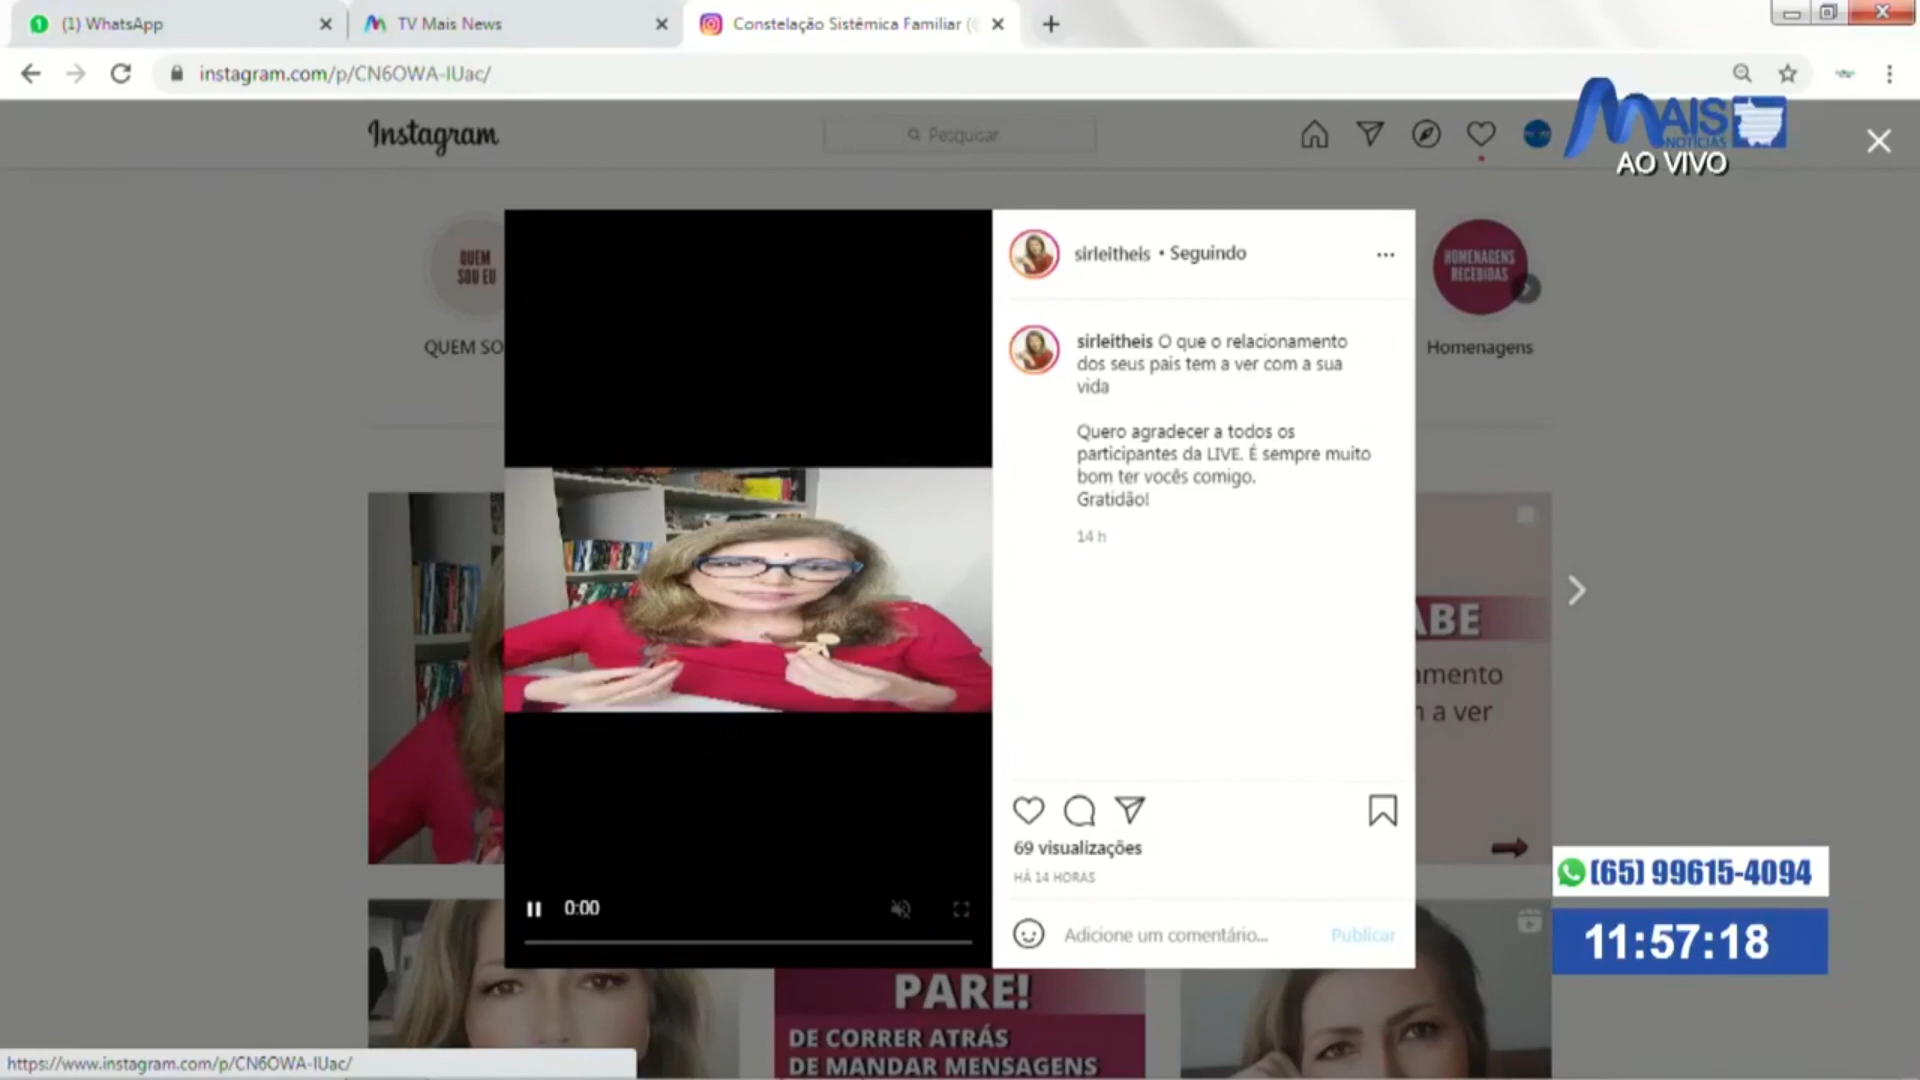 (1) WhatsApp
TV Mais News
Constelação Sistêmica Familiar (
instagram.com/p/CN6OWA-IUac/
Instagram
Pesquisar
MAIS
NOTÍCIAS
AO VIVO
QUEM
SOU EU
QUEM SO
sirleitheis • Seguindo
HOMENAGENS
RECEBIDAS
Homenagens
sirleitheis O que o relacionamento
dos seus pais tem a ver com a sua
vida
Quero agradecer a todos os
participantes da LIVE. É sempre muito
bom ter vocês comigo.
Gratidão!
14 h
ABE
amento
n a ver
69 visualizações
HÁ 14 HORAS
0:00
Adicione um comentário...
Publicar
(65) 99615-4094
11:57:18
PARE!
DE CORRER ATRÁS
DE MANDAR MENSAGENS
https://www.instagram.com/p/CN6OWA-IUac/